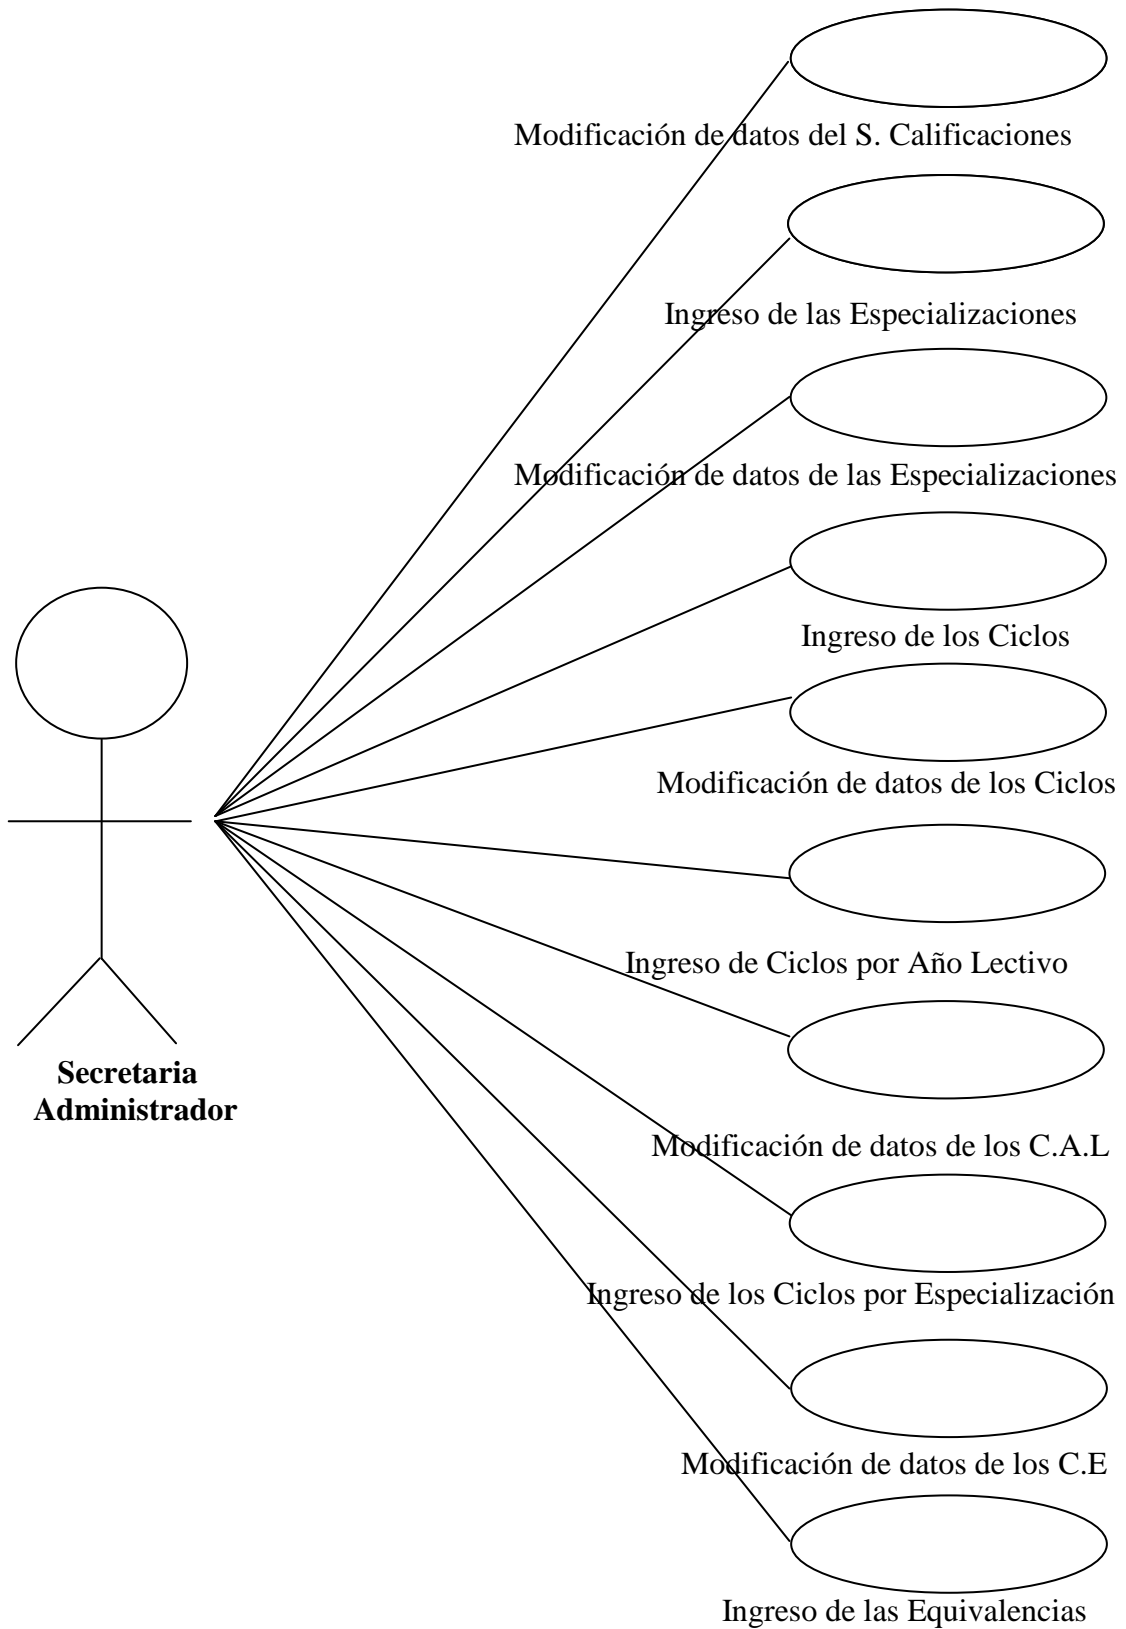 Modificación de datos del S. Calificaciones
Ingreso de las Especializaciones
Modificación de datos de las Especializaciones
Ingreso de los Ciclos
Modificación de datos de los Ciclos
Ingreso de Ciclos por Año Lectivo
Secretaria
Administrador
Modificación de datos de los C.A.L
Ingreso de los Ciclos por Especialización
Modificación de datos de los C.E
Ingreso de las Equivalencias